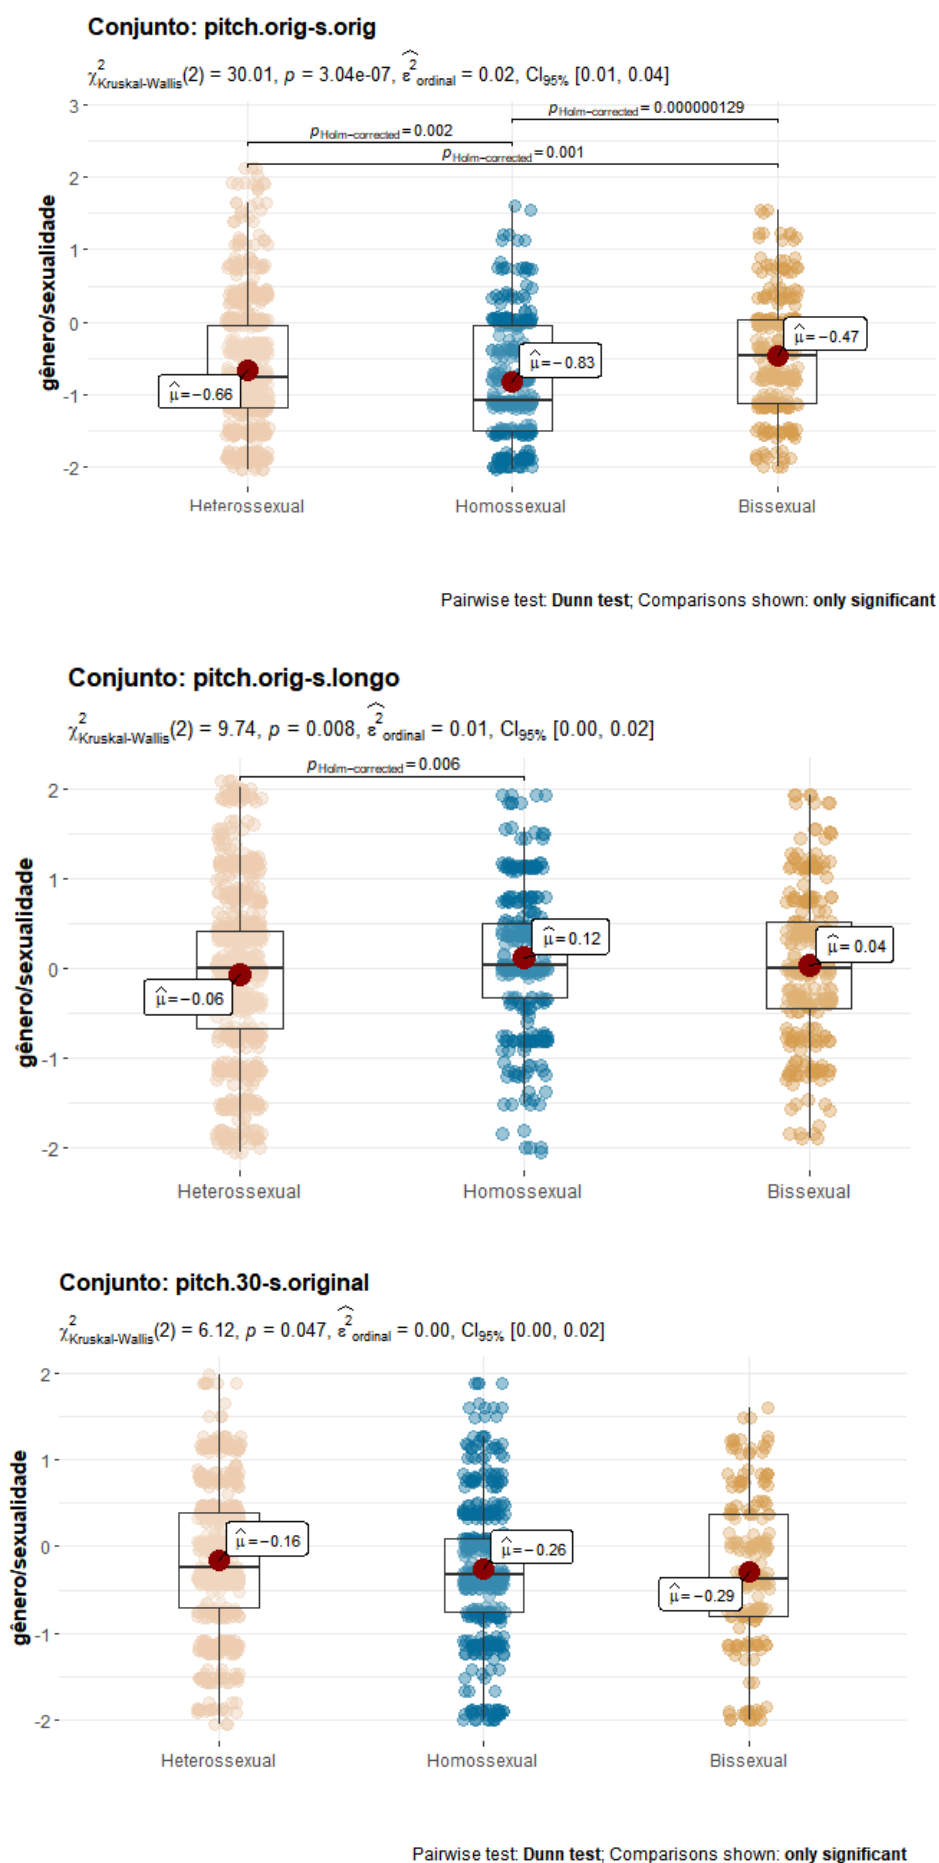 Conjunto: pitch.orig-s.orig
χ²Kruskal-Wallis(2) = 30.01, p = 3.04e-07, ε̂²ordinal = 0.02, CI95% [0.01, 0.04]
pHolm-corrected = 0.000000129
pHolm-corrected = 0.002
pHolm-corrected = 0.001
gênero/sexualidade
3
2
1
0
-1
-2
μ̂ = -0.66
μ̂ = -0.83
μ̂ = -0.47
Heterossexual Homossexual Bissexual
Pairwise test: Dunn test; Comparisons shown: only significant
Conjunto: pitch.orig-s.longo
χ²Kruskal-Wallis(2) = 9.74, p = 0.008, ε̂²ordinal = 0.01, CI95% [0.00, 0.02]
pHolm-corrected = 0.006
gênero/sexualidade
2
1
0
-1
-2
μ̂ = -0.06
μ̂ = 0.12
μ̂ = 0.04
Heterossexual Homossexual Bissexual
Conjunto: pitch.30-s.original
χ²Kruskal-Wallis(2) = 6.12, p = 0.047, ε̂²ordinal = 0.00, CI95% [0.00, 0.02]
gênero/sexualidade
2
1
0
-1
-2
μ̂ = -0.16
μ̂ = -0.26
μ̂ = -0.29
Heterossexual Homossexual Bissexual
Pairwise test: Dunn test; Comparisons shown: only significant